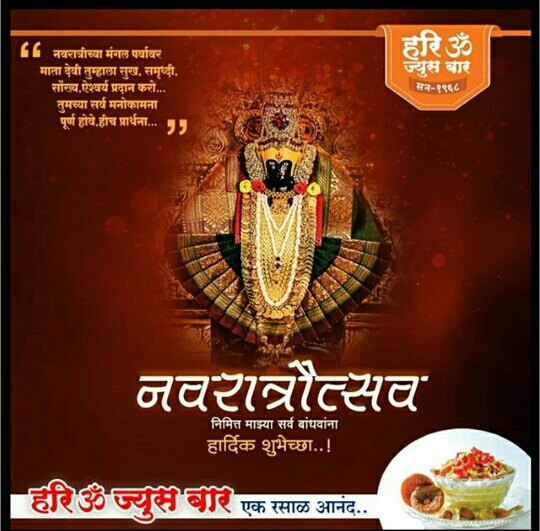 “ नवरात्रीच्या मंगल पर्वावर
माता देवी तुम्हाला सुख, समृध्दी,
सौख्य,ऐश्वर्य प्रदान करो...
तुमच्या सर्व मनोकामना
पूर्ण होवे,हीच प्रार्थना... ”
हरि ॐ
ज्युस बार
सन-१९६८
नवरात्रौत्सव
निमित्त माझ्या सर्व बांधवांना
हार्दिक शुभेच्छा..!
हरि ॐ ज्युस बार एक रसाळ आनंद..